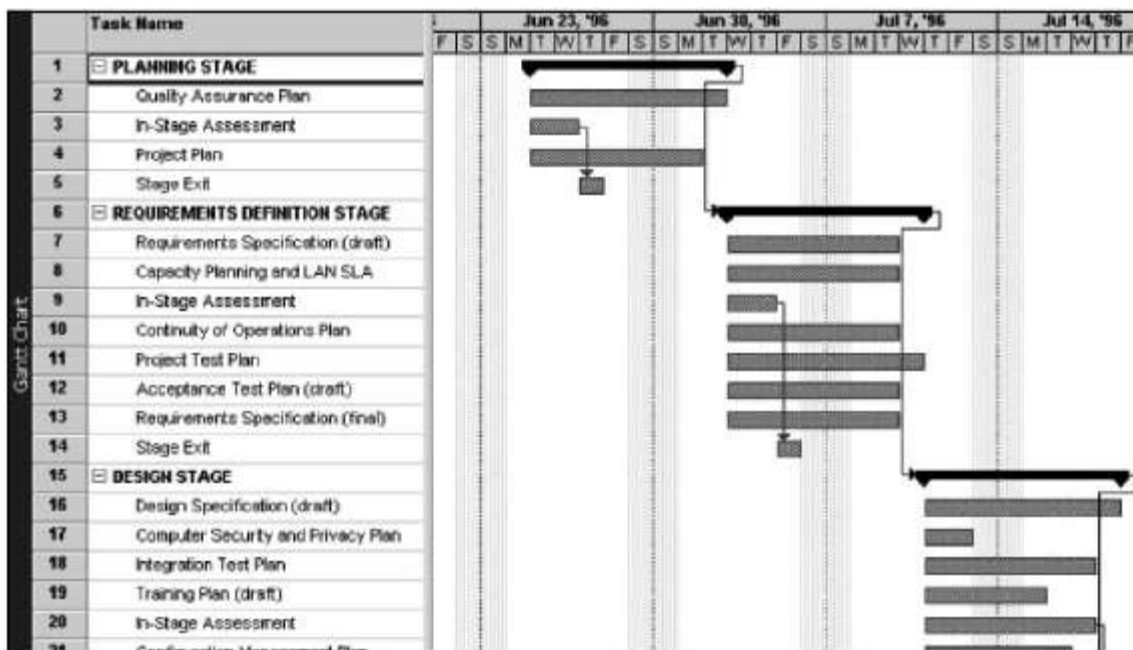 Task Name Jun 23, '96 Jun 30, '96 Jul 7, '96 Jul 14, '96
F S S M T W T F S S M T W T F S S M T W T F S S M T W T F
1 PLANNING STAGE
2 Quality Assurance Plan
3 In-Stage Assessment
4 Project Plan
5 Stage Exit
6 REQUIREMENTS DEFINITION STAGE
7 Requirements Specification (draft)
8 Capacity Planning and LAN SLA
9 In-Stage Assessment
10 Continuity of Operations Plan
11 Project Test Plan
12 Acceptance Test Plan (draft)
13 Requirements Specification (final)
14 Stage Exit
15 DESIGN STAGE
16 Design Specification (draft)
17 Computer Security and Privacy Plan
18 Integration Test Plan
19 Training Plan (draft)
20 In-Stage Assessment
21 Configuration Management Plan
Gantt Chart